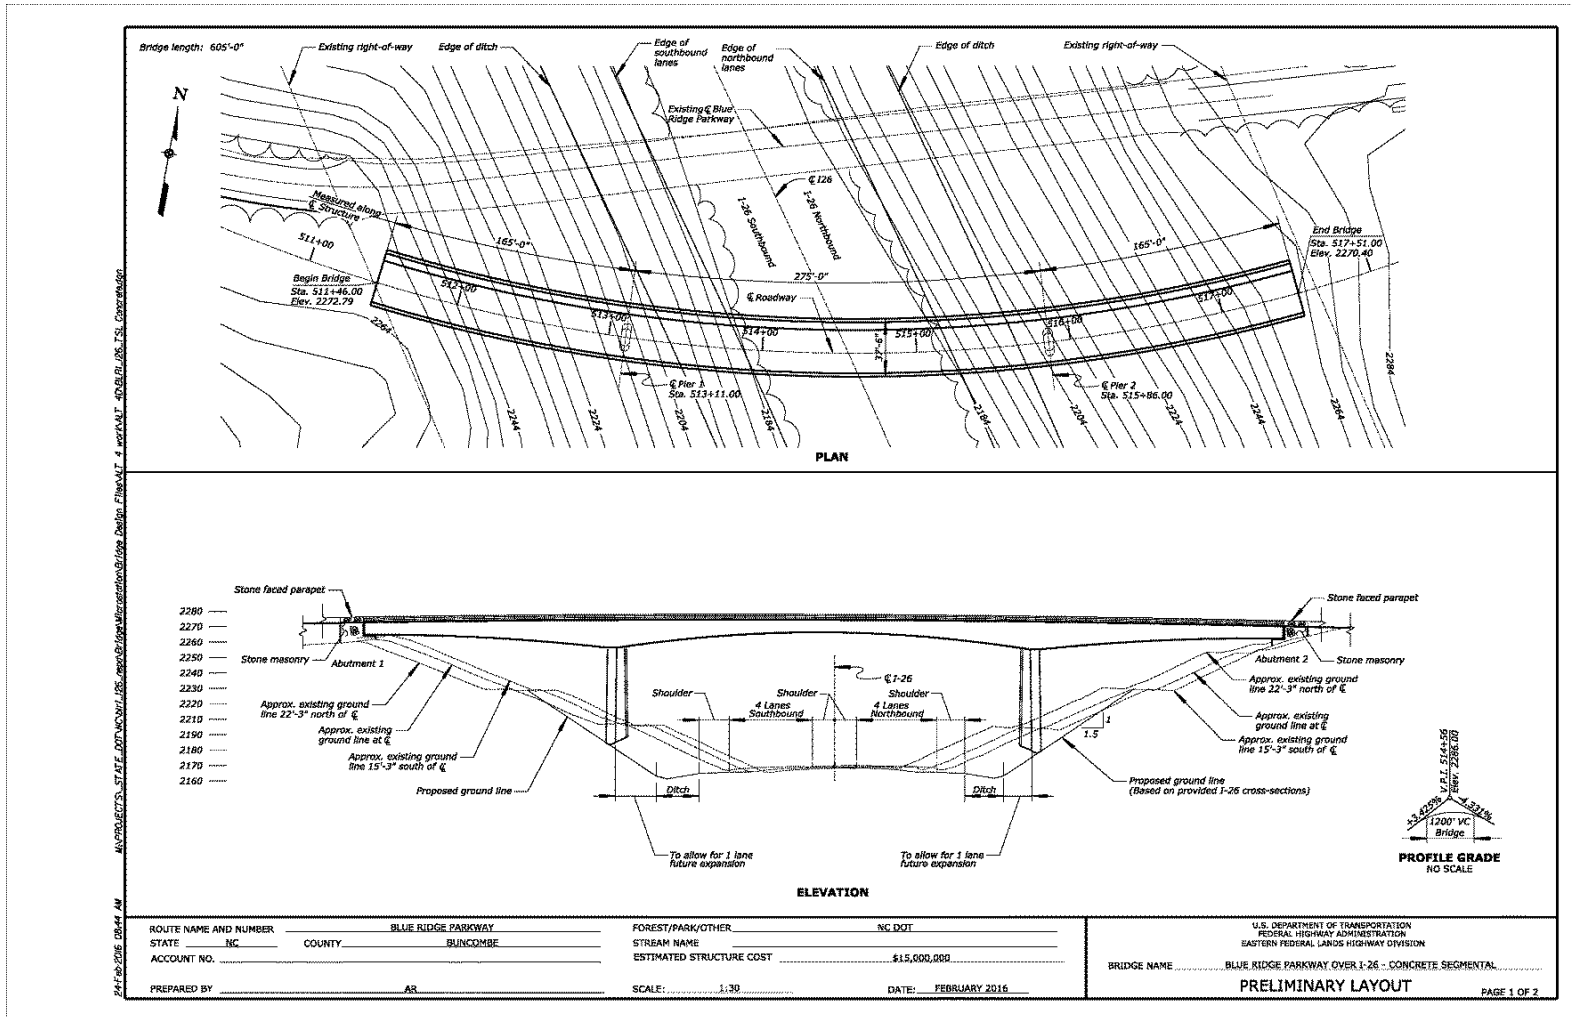 Bridge length: 605'-0"
Existing right-of-way
Edge of ditch
Edge of
southbound
lanes
Edge of
northbound
lanes
Edge of ditch
Existing right-of-way
N
Existing ℄ Blue
Ridge Parkway
℄ I26
Measured along
℄ Structure
I-26 Southbound
I-26 Northbound
511+00
165'-0"
275'-0"
165'-0"
End Bridge
Sta. 517+51.00
Elev. 2270.40
Begin Bridge
Sta. 511+46.00
Elev. 2272.79
512+00
513+00
514+00
515+00
516+00
517+00
℄ Roadway
37'-6"
2264
℄ Pier 1
Sta. 513+11.00
℄ Pier 2
Sta. 515+86.00
2284
2244
2224
2204
2184
2184
2204
2224
2244
2264
PLAN
Stone faced parapet
Stone faced parapet
2280
2270
2260
2250
2240
2230
2220
2210
2190
2180
2170
2160
Stone masonry
Abutment 1
Abutment 2
Stone masonry
℄ I-26
Approx. existing ground
line 22'-3" north of ℄
Approx. existing
ground line at ℄
Approx. existing ground
line 15'-3" south of ℄
Proposed ground line
Shoulder
4 Lanes
Southbound
Shoulder
4 Lanes
Northbound
Shoulder
1
1.5
Approx. existing ground
line 22'-3" north of ℄
Approx. existing
ground line at ℄
Approx. existing ground
line 15'-3" south of ℄
Proposed ground line
(Based on provided I-26 cross-sections)
Ditch
Ditch
To allow for 1 lane
future expansion
To allow for 1 lane
future expansion
V.P.I. 514+56
Elev. 2286.00
+3.425%
-4.331%
1200' VC
Bridge
PROFILE GRADE
NO SCALE
ELEVATION
24-Feb-2016 08:44 AM
ROUTE NAME AND NUMBER BLUE RIDGE PARKWAY
STATE NC COUNTY BUNCOMBE
ACCOUNT NO.
PREPARED BY AR
FOREST/PARK/OTHER NC DOT
STREAM NAME
ESTIMATED STRUCTURE COST $15,000,000
SCALE: 1:30 DATE: FEBRUARY 2016
U.S. DEPARTMENT OF TRANSPORTATION
FEDERAL HIGHWAY ADMINISTRATION
EASTERN FEDERAL LANDS HIGHWAY DIVISION
BRIDGE NAME BLUE RIDGE PARKWAY OVER I-26 - CONCRETE SEGMENTAL
PRELIMINARY LAYOUT
PAGE 1 OF 2